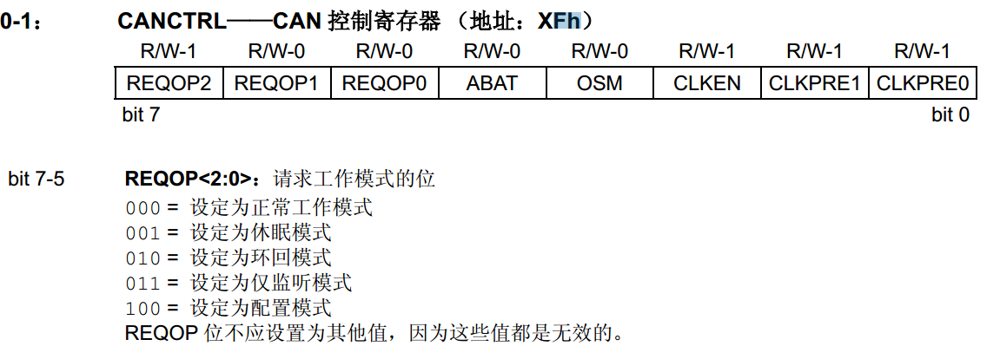 0-1： CANCTRL——CAN 控制寄存器 （地址：XFh）
R/W-1 R/W-0 R/W-0 R/W-0 R/W-0 R/W-1 R/W-1 R/W-1
REQOP2 REQOP1 REQOP0 ABAT OSM CLKEN CLKPRE1 CLKPRE0
bit 7 bit 0
bit 7-5 REQOP<2:0>：请求工作模式的位
000 = 设定为正常工作模式
001 = 设定为休眠模式
010 = 设定为环回模式
011 = 设定为仅监听模式
100 = 设定为配置模式
REQOP 位不应设置为其他值，因为这些值都是无效的。